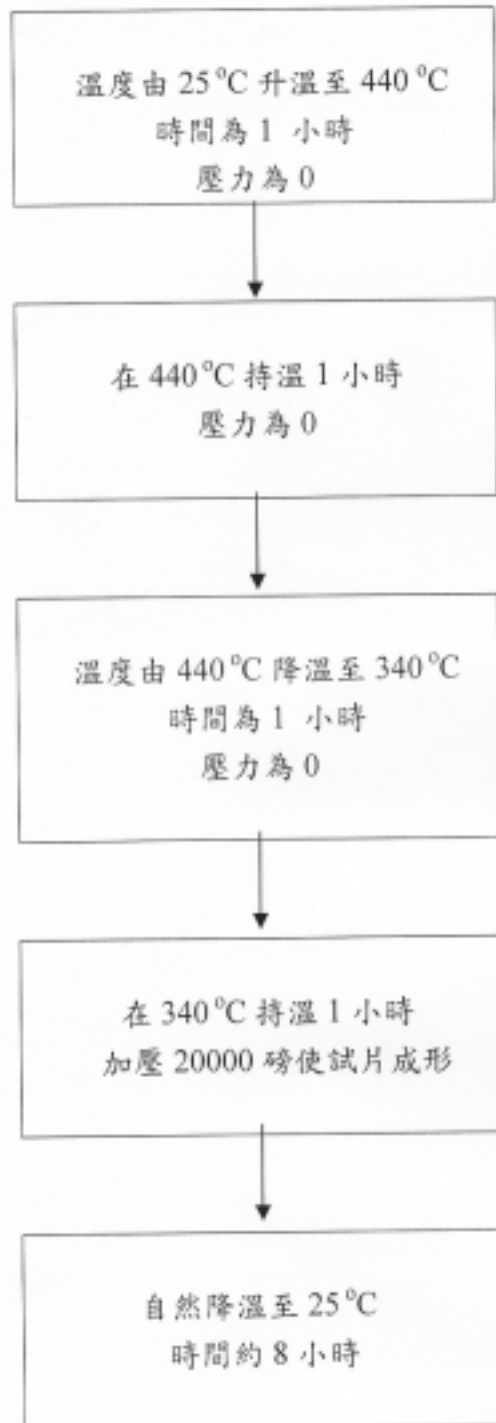 溫度由 25°C 升溫至 440°C
時間為 1 小時
壓力為 0
在 440°C 持溫 1 小時
壓力為 0
溫度由 440°C 降溫至 340°C
時間為 1 小時
壓力為 0
在 340°C 持溫 1 小時
加壓 20000 磅使試片成形
自然降溫至 25°C
時間約 8 小時